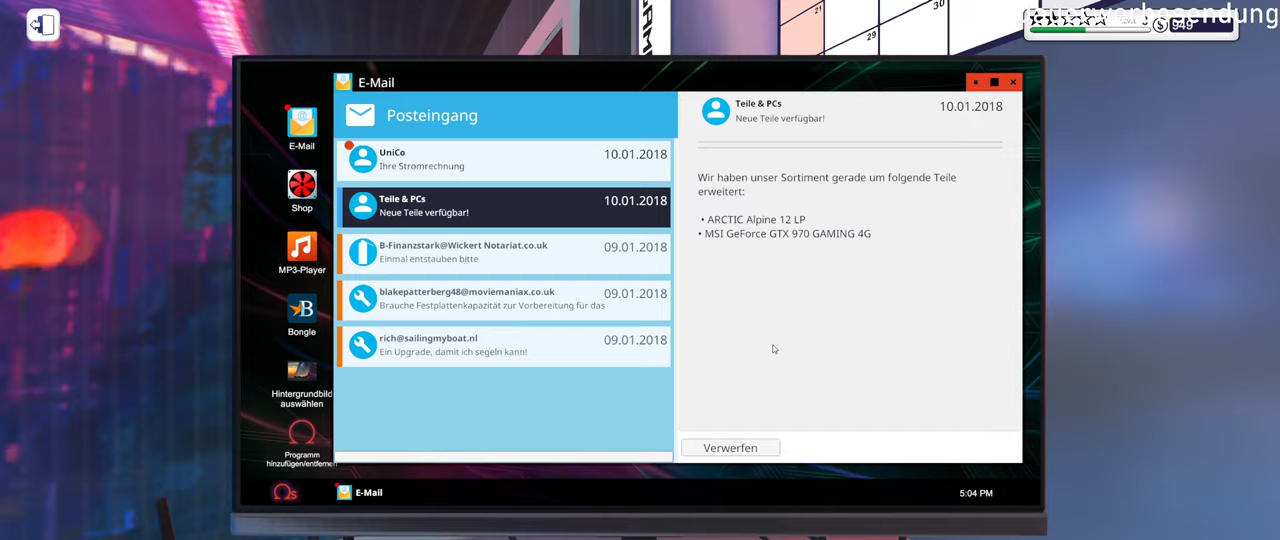 21
30
29
949
E-Mail
Posteingang
Teile & PCs
10.01.2018
Neue Teile verfügbar!
E-Mail
UniCo
10.01.2018
Ihre Stromrechnung
Shop
Teile & PCs
10.01.2018
Neue Teile verfügbar!
MP3-Player
B-Finanzstark@Wickert Notariat.co.uk
09.01.2018
Einmal entstauben bitte
Bongle
blakepatterberg48@moviemaniax.co.uk
09.01.2018
Brauche Festplattenkapazität zur Vorbereitung für das
rich@sailingmyboat.nl
09.01.2018
Ein Upgrade, damit ich segeln kann!
Hintergrundbild
auswählen
Programm
hinzufügen/entfernen
Wir haben unser Sortiment gerade um folgende Teile
erweitert:
• ARCTIC Alpine 12 LP
• MSI GeForce GTX 970 GAMING 4G
Verwerfen
E-Mail
5:04 PM